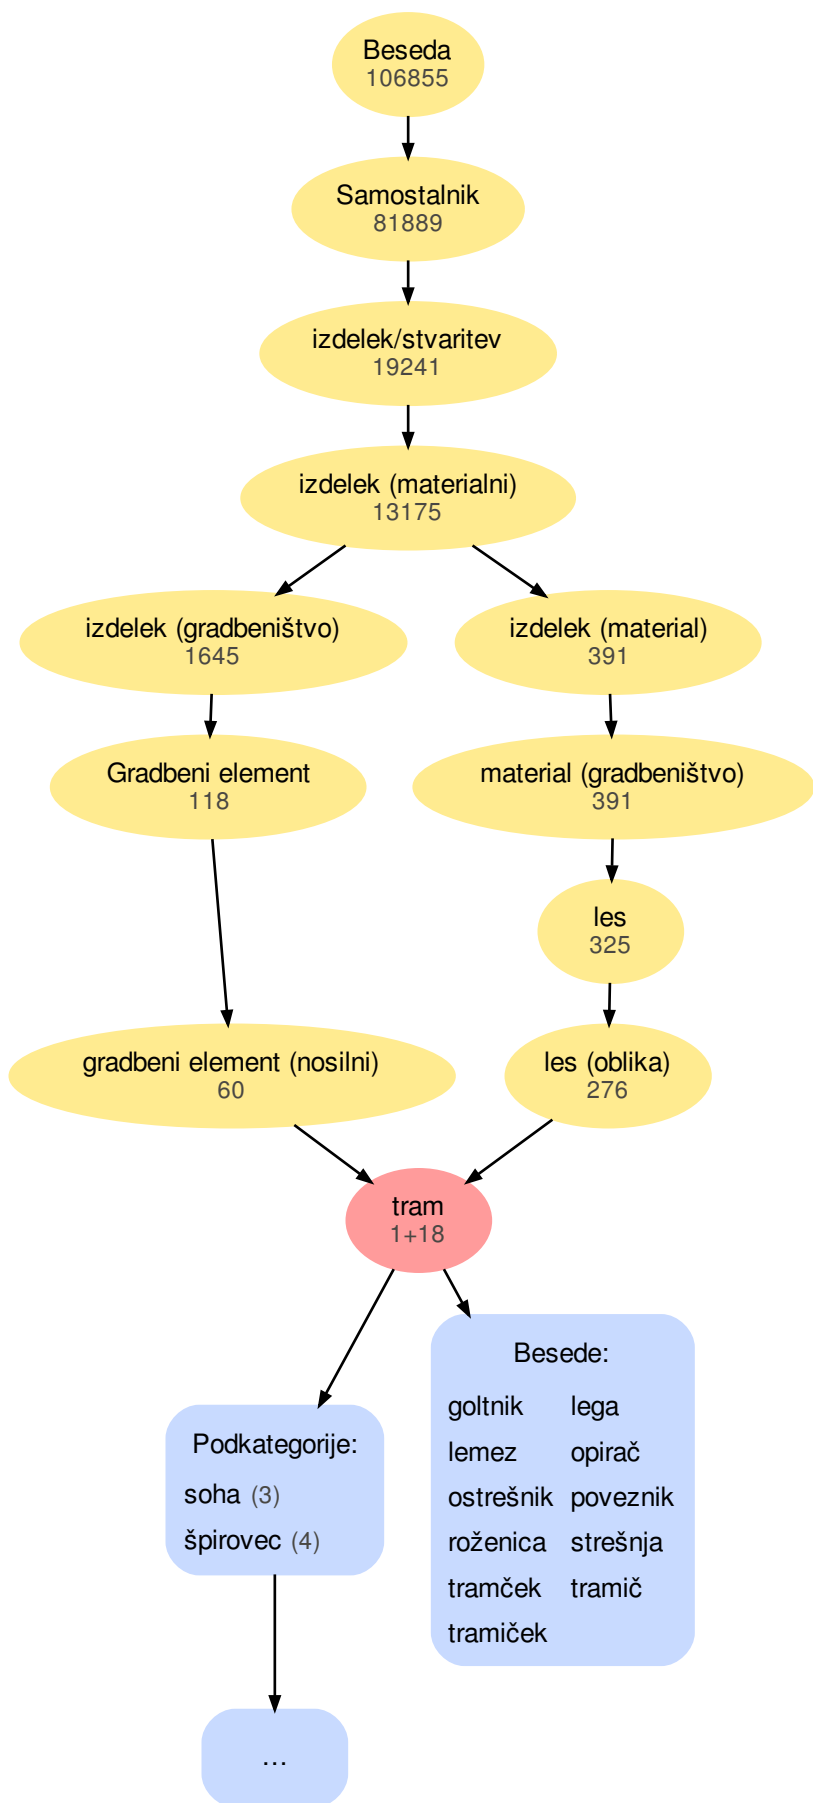 Beseda
106855
Samostalnik
81889
izdelek/stvaritev
19241
izdelek (materialni)
13175
izdelek (gradbeništvo)
1645
izdelek (material)
391
Gradbeni element
118
material (gradbeništvo)
391
les
325
gradbeni element (nosilni)
60
les (oblika)
276
tram
1+18
Podkategorije:
soha (3)
špirovec (4)
...
Besede:
goltnik lega
lemez opirač
ostrešnik poveznik
roženica strešnja
tramček tramič
tramiček